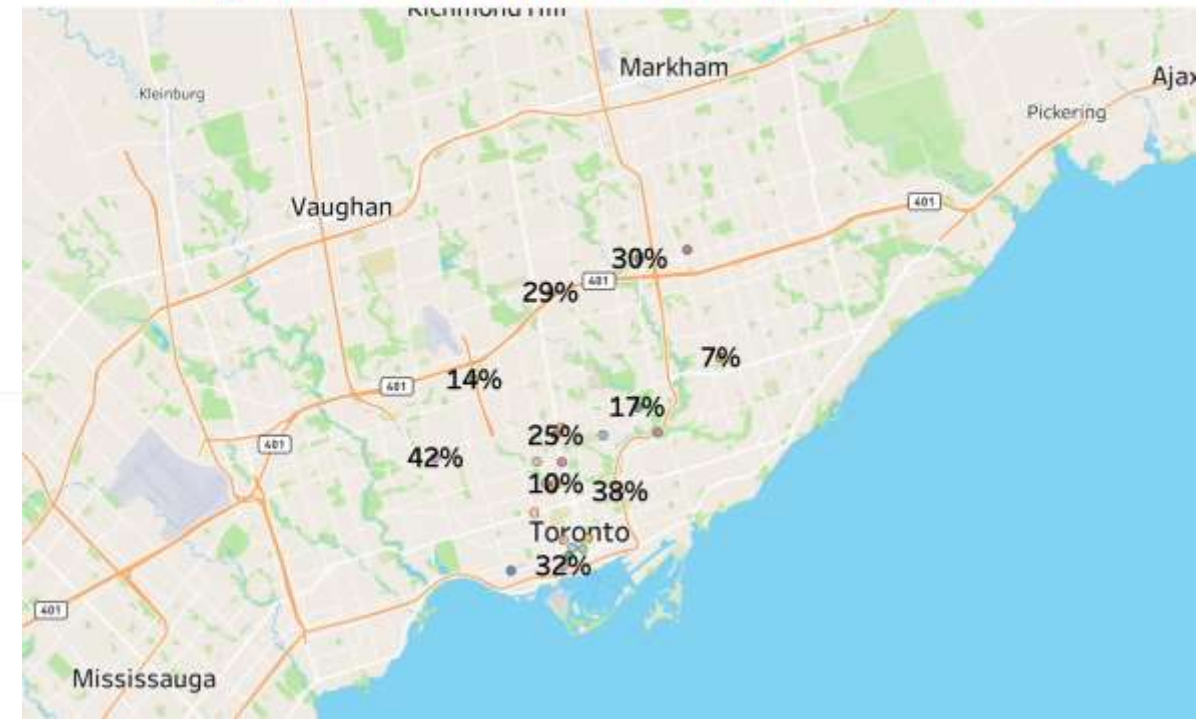 Richmond Hill
Markham
Ajax
Kleinburg
Pickering
Vaughan
401
30%
401
29%
7%
14%
401
17%
25%
401
42%
10%
38%
Toronto
32%
401
Mississauga